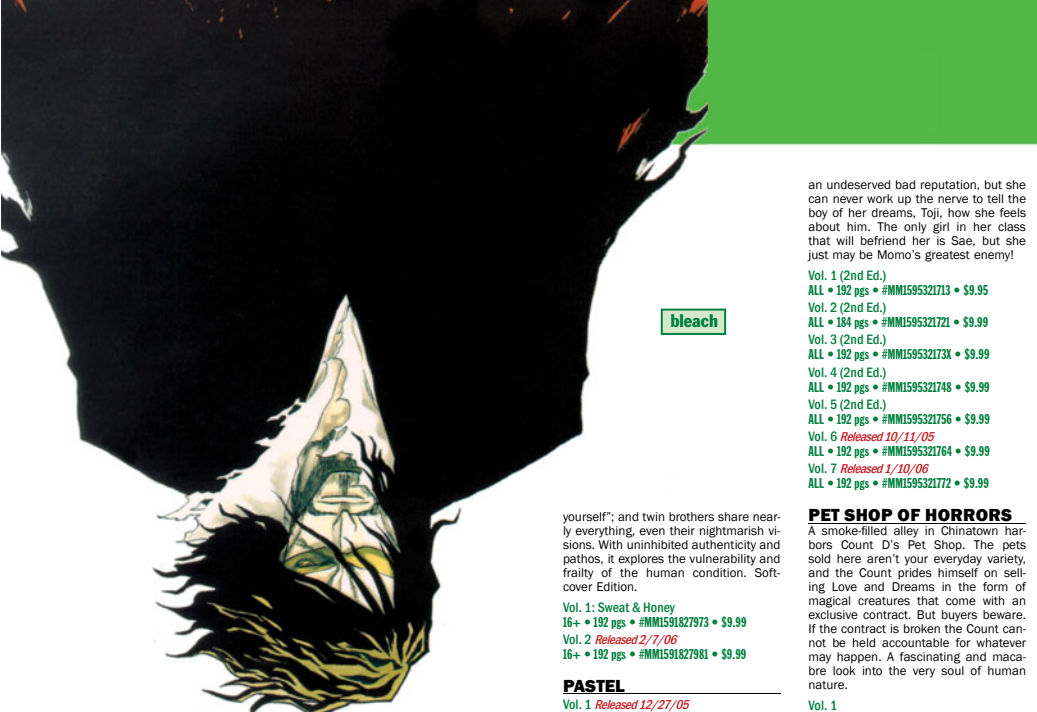 bleach
yourself”; and twin brothers share near-
ly everything, even their nightmarish vi-
sions. With uninhibited authenticity and
pathos, it explores the vulnerability and
frailty of the human condition. Soft-
cover Edition.
Vol. 1: Sweat & Honey
16+ • 192 pgs • #MM1591827973 • $9.99
Vol. 2 Released 2/7/06
16+ • 192 pgs • #MM1591827981 • $9.99
PASTEL
Vol. 1 Released 12/27/05
an undeserved bad reputation, but she
can never work up the nerve to tell the
boy of her dreams, Toji, how she feels
about him. The only girl in her class
that will befriend her is Sae, but she
just may be Momo’s greatest enemy!
Vol. 1 (2nd Ed.)
ALL • 192 pgs • #MM1595321713 • $9.95
Vol. 2 (2nd Ed.)
ALL • 184 pgs • #MM1595321721 • $9.99
Vol. 3 (2nd Ed.)
ALL • 192 pgs • #MM159532173X • $9.99
Vol. 4 (2nd Ed.)
ALL • 192 pgs • #MM1595321748 • $9.99
Vol. 5 (2nd Ed.)
ALL • 192 pgs • #MM1595321756 • $9.99
Vol. 6 Released 10/11/05
ALL • 192 pgs • #MM1595321764 • $9.99
Vol. 7 Released 1/10/06
ALL • 192 pgs • #MM1595321772 • $9.99
PET SHOP OF HORRORS
A smoke-filled alley in Chinatown har-
bors Count D’s Pet Shop. The pets
sold here aren’t your everyday variety,
and the Count prides himself on sell-
ing Love and Dreams in the form of
magical creatures that come with an
exclusive contract. But buyers beware.
If the contract is broken the Count can-
not be held accountable for whatever
may happen. A fascinating and maca-
bre look into the very soul of human
nature.
Vol. 1